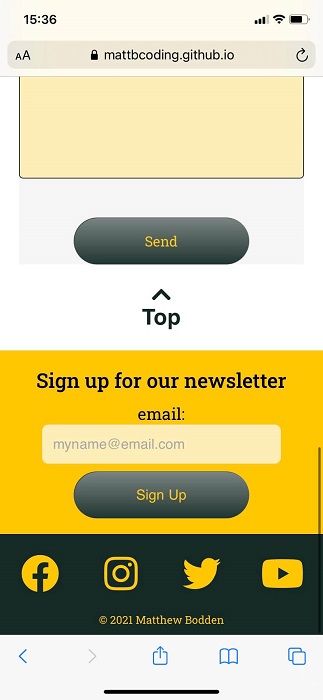 15:36
AA mattbcoding.github.io
Send
Top
Sign up for our newsletter
email:
myname@email.com
Sign Up
© 2021 Matthew Bodden